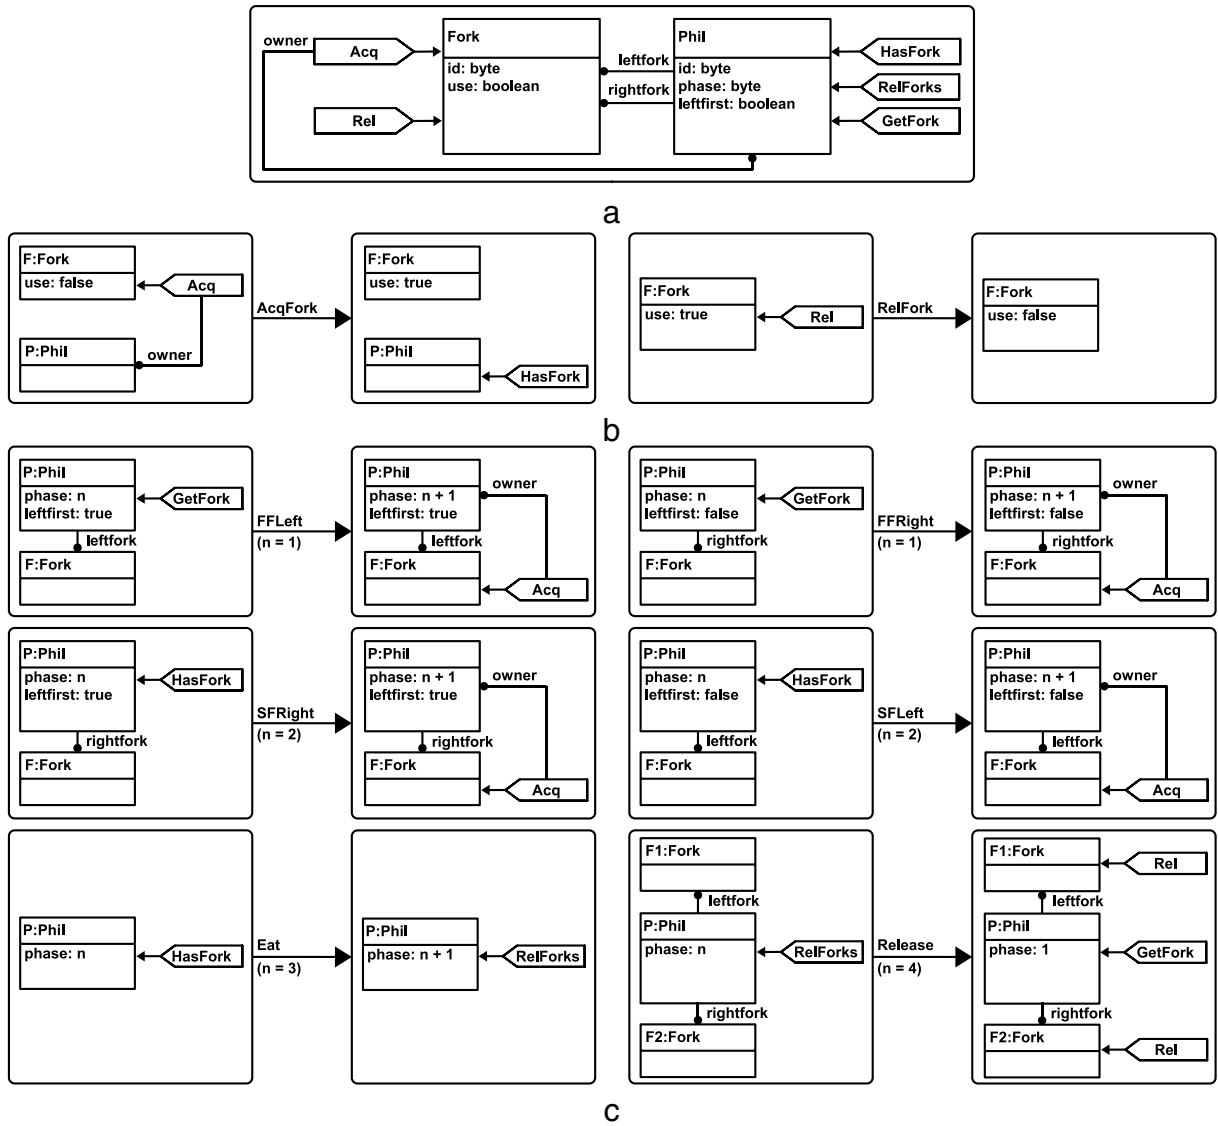 owner
Acq
Rel
Fork
id: byte
use: boolean
leftfork
rightfork
Phil
id: byte
phase: byte
leftfirst: boolean
HasFork
RelForks
GetFork
a
F:Fork
use: false
Acq
P:Phil
owner
AcqFork
F:Fork
use: true
P:Phil
HasFork
F:Fork
use: true
Rel
RelFork
F:Fork
use: false
b
P:Phil
phase: n
leftfirst: true
GetFork
leftfork
F:Fork
FFLeft
(n = 1)
P:Phil
phase: n + 1
leftfirst: true
owner
leftfork
F:Fork
Acq
P:Phil
phase: n
leftfirst: false
GetFork
rightfork
F:Fork
FFRight
(n = 1)
P:Phil
phase: n + 1
leftfirst: false
owner
rightfork
F:Fork
Acq
P:Phil
phase: n
leftfirst: true
HasFork
rightfork
F:Fork
SFRight
(n = 2)
P:Phil
phase: n + 1
leftfirst: true
owner
rightfork
F:Fork
Acq
P:Phil
phase: n
leftfirst: false
HasFork
leftfork
F:Fork
SFLeft
(n = 2)
P:Phil
phase: n + 1
leftfirst: false
owner
leftfork
F:Fork
Acq
P:Phil
phase: n
HasFork
Eat
(n = 3)
P:Phil
phase: n + 1
RelForks
F1:Fork
leftfork
P:Phil
phase: n
RelForks
rightfork
F2:Fork
Release
(n = 4)
F1:Fork
Rel
leftfork
P:Phil
phase: 1
GetFork
rightfork
F2:Fork
Rel
c